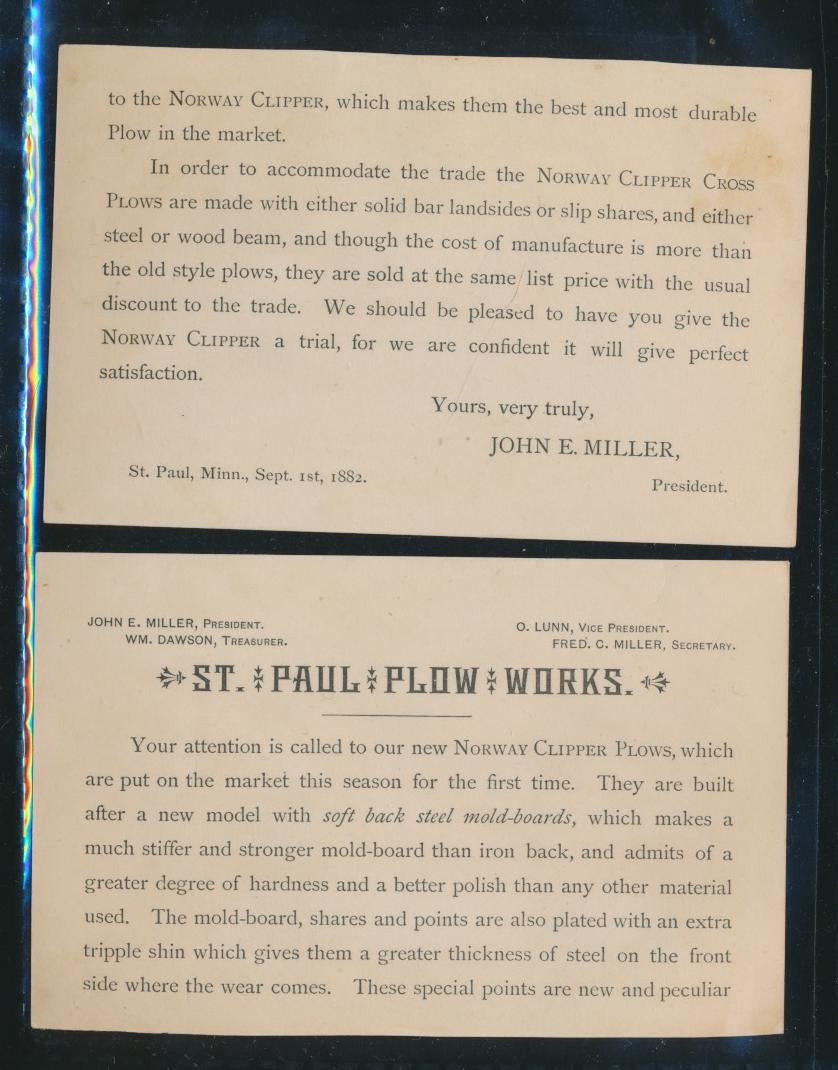 to the Norway Clipper, which makes them the best and most durable
Plow in the market.
In order to accommodate the trade the Norway Clipper Cross
Plows are made with either solid bar landsides or slip shares, and either
steel or wood beam, and though the cost of manufacture is more than
the old style plows, they are sold at the same list price with the usual
discount to the trade. We should be pleased to have you give the
Norway Clipper a trial, for we are confident it will give perfect
satisfaction.
Yours, very truly,
JOHN E. MILLER,
St. Paul, Minn., Sept. 1st, 1882.
President.
JOHN E. MILLER, President.
WM. DAWSON, Treasurer.
O. LUNN, Vice President.
FRED. C. MILLER, Secretary.
ST. PAUL PLOW WORKS.
Your attention is called to our new Norway Clipper Plows, which
are put on the market this season for the first time. They are built
after a new model with soft back steel mold-boards, which makes a
much stiffer and stronger mold-board than iron back, and admits of a
greater degree of hardness and a better polish than any other material
used. The mold-board, shares and points are also plated with an extra
tripple shin which gives them a greater thickness of steel on the front
side where the wear comes. These special points are new and peculiar